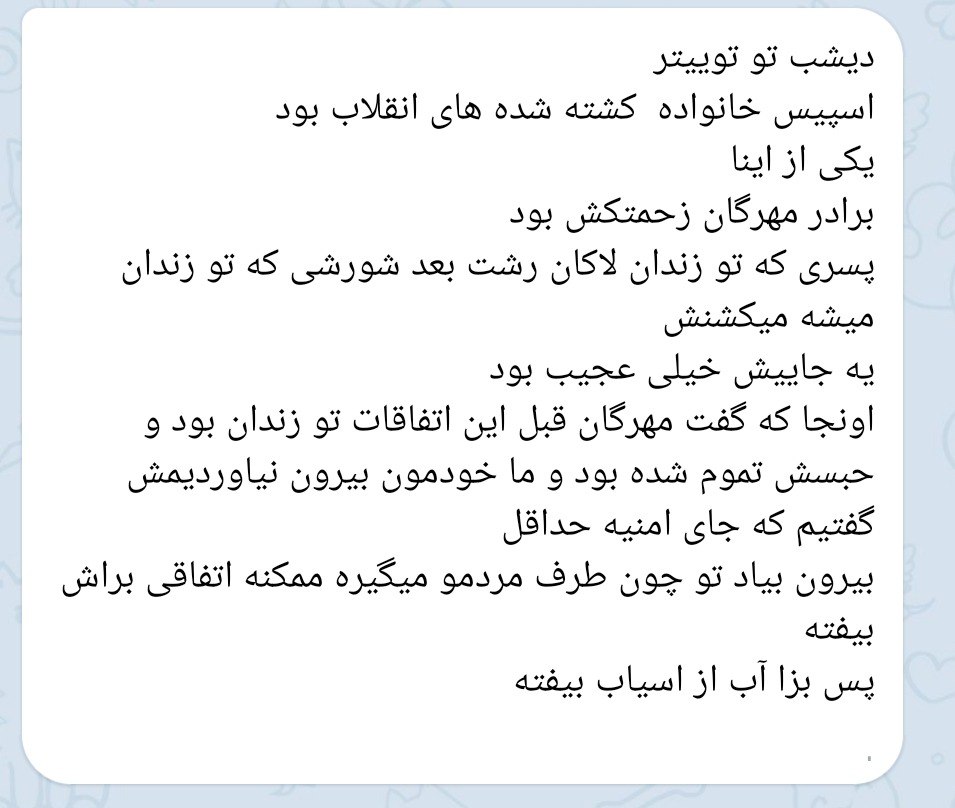 دیشب تو توییتر
اسپیس خانواده  کشته شده های انقلاب بود
یکی از اینا
برادر مهرگان زحمتکش بود
پسری که تو زندان لاکان رشت بعد شورشی که تو زندان
میشه میکشنش
یه جاییش خیلی عجیب بود
اونجا که گفت مهرگان قبل این اتفاقات تو زندان بود و
حبسش تموم شده بود و ما خودمون بیرون نیاوردیمش
گفتیم که جای امنیه حداقل
بیرون بیاد تو چون طرف مردمو میگیره ممکنه اتفاقی براش
بیفته
پس بزا آب از اسیاب بیفته